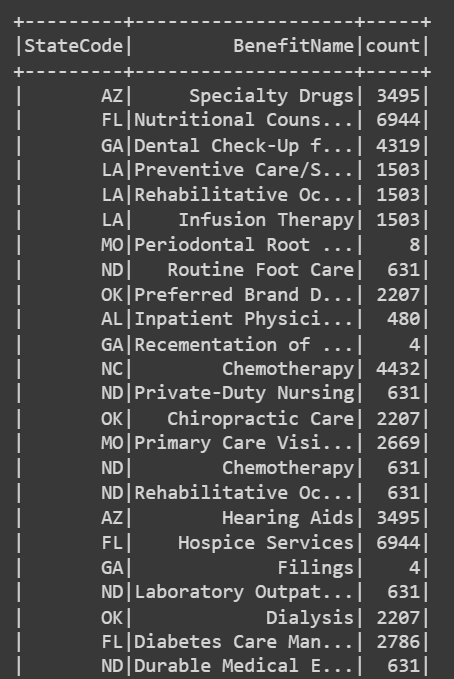 +---------+--------------------+-----+
|StateCode|         BenefitName|count|
+---------+--------------------+-----+
|       AZ|     Specialty Drugs| 3495|
|       FL|Nutritional Couns...| 6944|
|       GA|Dental Check-Up f...| 4319|
|       LA|Preventive Care/S...| 1503|
|       LA|Rehabilitative Oc...| 1503|
|       LA|    Infusion Therapy| 1503|
|       MO|Periodontal Root ...|    8|
|       ND|   Routine Foot Care|  631|
|       OK|Preferred Brand D...| 2207|
|       AL|Inpatient Physici...|  480|
|       GA|Recementation of ...|    4|
|       NC|        Chemotherapy| 4432|
|       ND|Private-Duty Nursing|  631|
|       OK|   Chiropractic Care| 2207|
|       MO|Primary Care Visi...| 2669|
|       ND|        Chemotherapy|  631|
|       ND|Rehabilitative Oc...|  631|
|       AZ|        Hearing Aids| 3495|
|       FL|    Hospice Services| 6944|
|       GA|             Filings|    4|
|       ND|Laboratory Outpat...|  631|
|       OK|            Dialysis| 2207|
|       FL|Diabetes Care Man...| 2786|
|       ND|Durable Medical E...|  631|